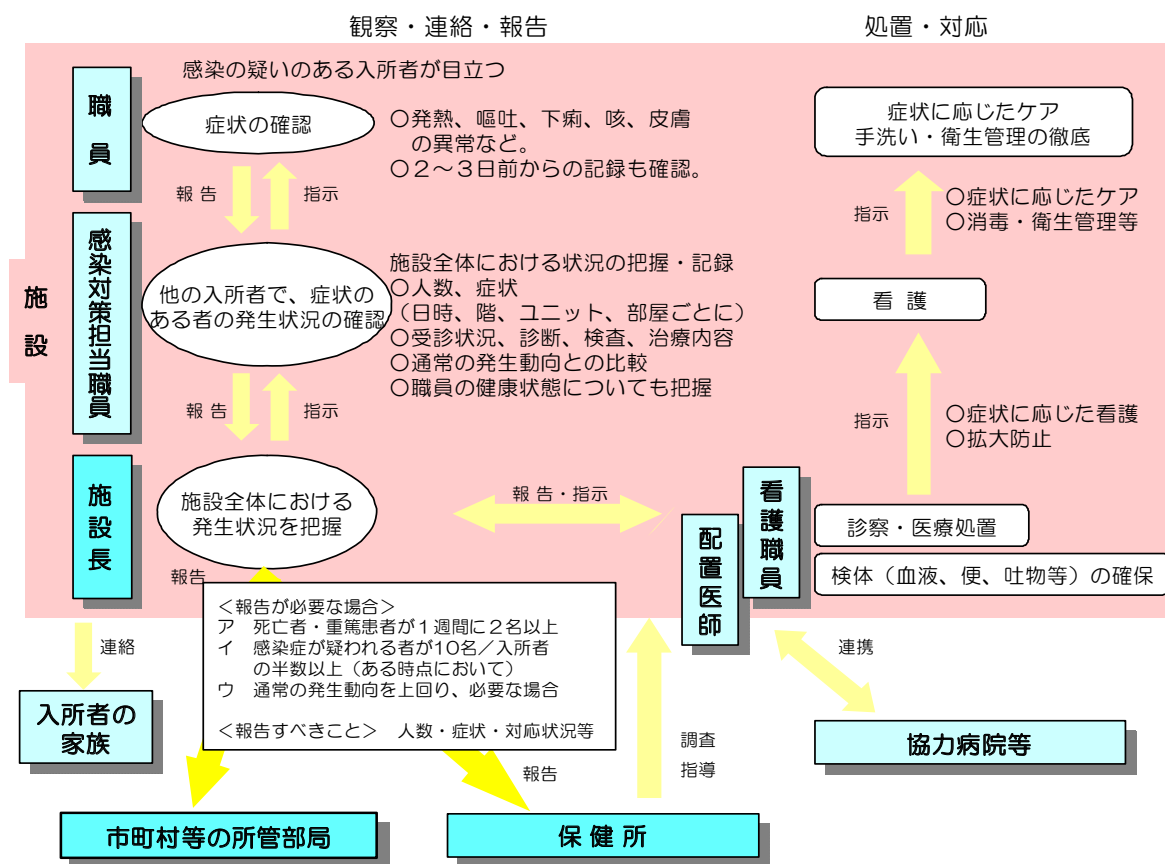 観察・連絡・報告
処置・対応
施設
職員
感染の疑いのある入所者が目立つ
症状の確認
○発熱、嘔吐、下痢、咳、皮膚
の異常など。
○2~3日前からの記録も確認。
報告
指示
感染対策担当職員
他の入所者で、症状の
ある者の発生状況の確認
施設全体における状況の把握・記録
○人数、症状
(日時、階、ユニット、部屋ごとに)
○受診状況、診断、検査、治療内容
○通常の発生動向との比較
○職員の健康状態についても把握
報告
指示
施設長
施設全体における
発生状況を把握
報告・指示
症状に応じたケア
手洗い・衛生管理の徹底
指示
○症状に応じたケア
○消毒・衛生管理等
看護
指示
○症状に応じた看護
○拡大防止
配置医師
看護職員
診察・医療処置
検体(血液、便、吐物等)の確保
報告
<報告が必要な場合>
ア 死亡者・重篤患者が1週間に2名以上
イ 感染症が疑われる者が10名/入所者
の半数以上(ある時点において)
ウ 通常の発生動向を上回り、必要な場合
<報告すべきこと> 人数・症状・対応状況等
連絡
入所者の
家族
報告
調査
指導
連携
協力病院等
市町村等の所管部局
保健所